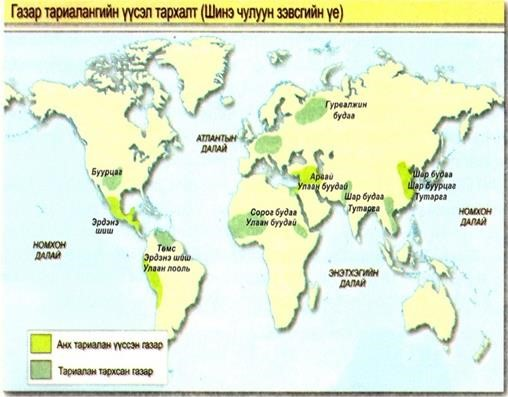 Газар тариалангийн үүсэл тархалт (Шинэ чулуун зэвсгийн үе)
Гурвалжин
будаа
АТЛАНТЫН
ДАЛАЙ
Буурцаг
Арвай
Улаан буудай
Шар будаа
Шар буурцаг
Тутарга
Шар будаа
Тутарга
Эрдэнэ
шиш
Сорог будаа
Улаан буудай
НОМХОН
ДАЛАЙ
НОМХОН
ДАЛАЙ
Төмс
Эрдэнэ шиш
Улаан лооль
ЭНЭТХЭГИЙН
ДАЛАЙ
Анх тариалан үүссэн газар
Тариалан тархсан газар